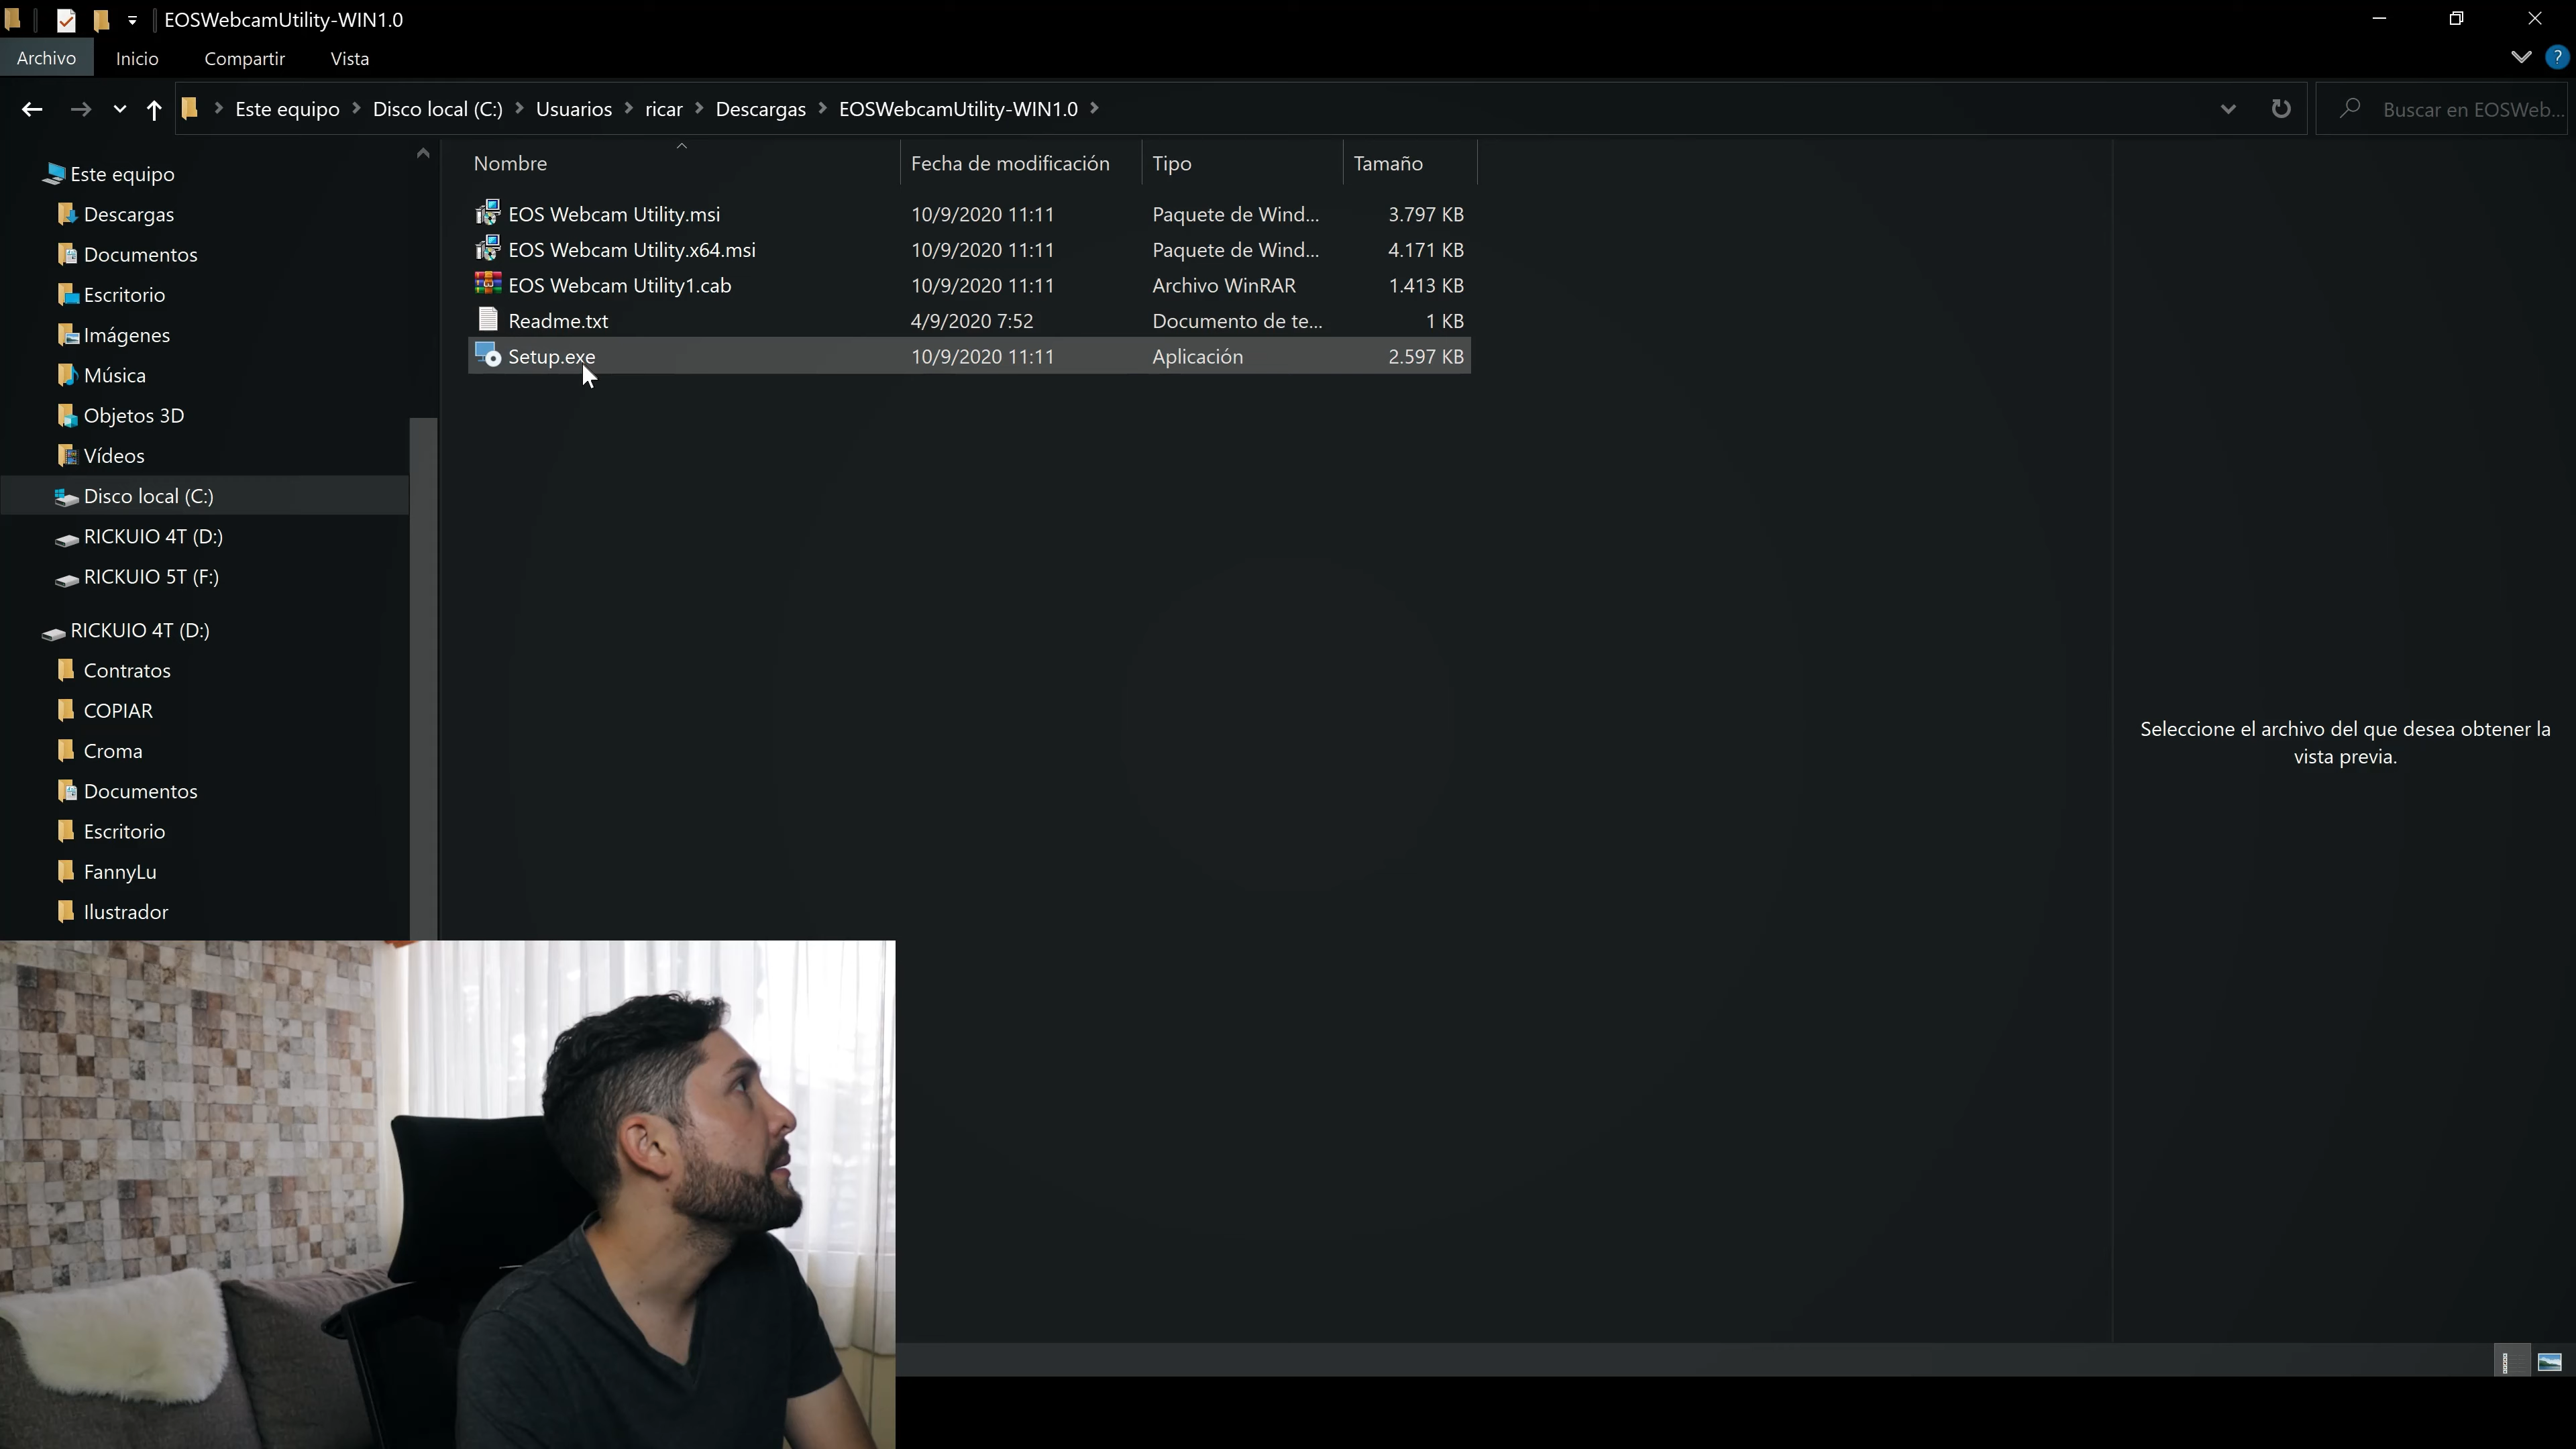 EOSWebcamUtility-WIN1.0
Archivo Inicio Compartir Vista
?
Este equipo Disco local (C:) Usuarios ricar Descargas EOSWebcamUtility-WIN1.0
Buscar en EOSWeb...
Nombre Fecha de modificación Tipo Tamaño
EOS Webcam Utility.msi 10/9/2020 11:11 Paquete de Wind... 3.797 KB
EOS Webcam Utility.x64.msi 10/9/2020 11:11 Paquete de Wind... 4.171 KB
EOS Webcam Utility1.cab 10/9/2020 11:11 Archivo WinRAR 1.413 KB
Readme.txt 4/9/2020 7:52 Documento de te... 1 KB
Setup.exe 10/9/2020 11:11 Aplicación 2.597 KB
Este equipo
Descargas
Documentos
Escritorio
Imágenes
Música
Objetos 3D
Vídeos
Disco local (C:)
RICKUIO 4T (D:)
RICKUIO 5T (F:)
RICKUIO 4T (D:)
Contratos
COPIAR
Croma
Documentos
Escritorio
FannyLu
Ilustrador
Seleccione el archivo del que desea obtener la
vista previa.